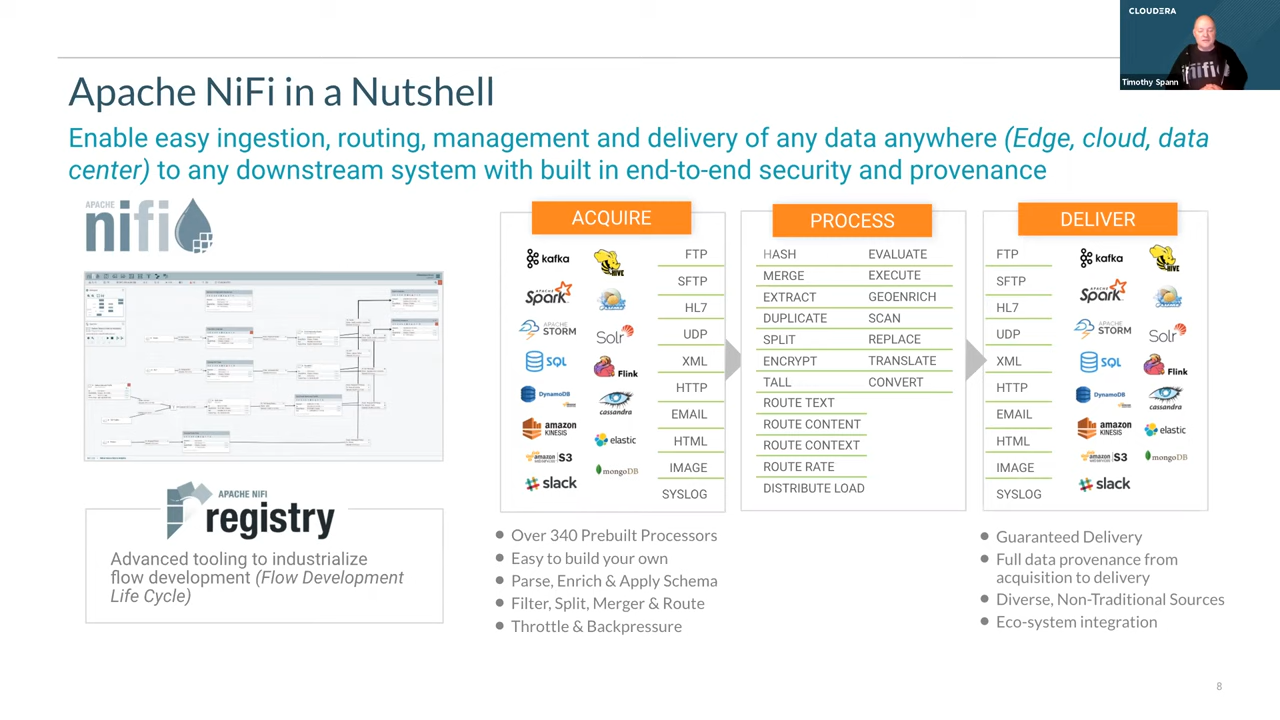 CLOUDERA
Timothy Spann
Apache NiFi in a Nutshell
Enable easy ingestion, routing, management and delivery of any data anywhere (Edge, cloud, data
center) to any downstream system with built in end-to-end security and provenance
APACHE
nifi
APACHE NIFI
registry
Advanced tooling to industrialize
flow development (Flow Development
Life Cycle)
ACQUIRE
kafka
HIVE
APACHE
Spark
APACHE
STORM
Solr
SQL
Flink
DynamoDB
cassandra
amazon
KINESIS
elastic
amazon
S3
mongoDB
slack
FTP
SFTP
HL7
UDP
XML
HTTP
EMAIL
HTML
IMAGE
SYSLOG
Over 340 Prebuilt Processors
Easy to build your own
Parse, Enrich & Apply Schema
Filter, Split, Merger & Route
Throttle & Backpressure
PROCESS
HASH
MERGE
EXTRACT
DUPLICATE
SPLIT
ENCRYPT
TALL
ROUTE TEXT
ROUTE CONTENT
ROUTE CONTEXT
ROUTE RATE
DISTRIBUTE LOAD
EVALUATE
EXECUTE
GEOENRICH
SCAN
REPLACE
TRANSLATE
CONVERT
DELIVER
FTP
SFTP
HL7
UDP
XML
HTTP
EMAIL
HTML
IMAGE
SYSLOG
kafka
HIVE
APACHE
Spark
APACHE
STORM
Solr
SQL
Flink
DynamoDB
cassandra
amazon
KINESIS
elastic
amazon
S3
mongoDB
slack
Guaranteed Delivery
Full data provenance from
acquisition to delivery
Diverse, Non-Traditional Sources
Eco-system integration
8